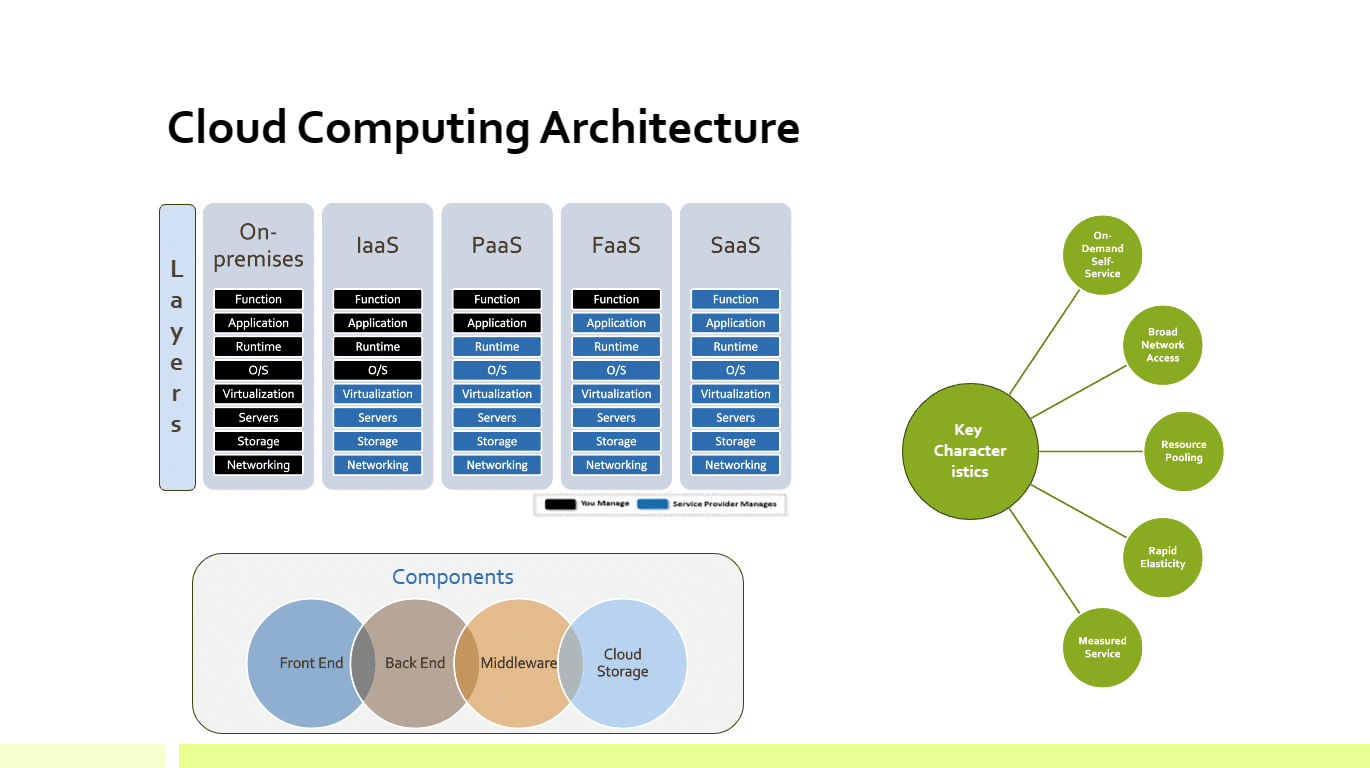 Cloud Computing Architecture
L
a
y
e
r
s
On-
premises
Function
Application
Runtime
O/S
Virtualization
Servers
Storage
Networking
IaaS
Function
Application
Runtime
O/S
Virtualization
Servers
Storage
Networking
PaaS
Function
Application
Runtime
O/S
Virtualization
Servers
Storage
Networking
FaaS
Function
Application
Runtime
O/S
Virtualization
Servers
Storage
Networking
SaaS
Function
Application
Runtime
O/S
Virtualization
Servers
Storage
Networking
You Manage
Service Provider Manages
Components
Front End
Back End
Middleware
Cloud
Storage
Key
Character
istics
On-
Demand
Self-
Service
Broad
Network
Access
Resource
Pooling
Rapid
Elasticity
Measured
Service